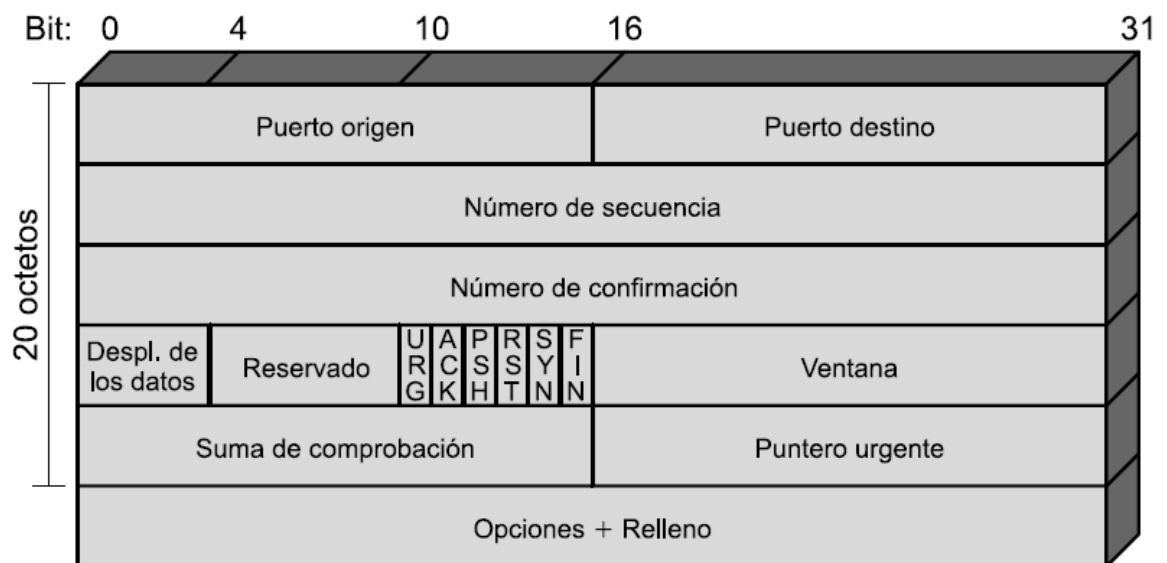 Bit: 0 4 10 16 31
20 octetos
Puerto origen Puerto destino
Número de secuencia
Número de confirmación
Despl. de
los datos
Reservado
URG ACK PSH RST SYN FIN
Ventana
Suma de comprobación Puntero urgente
Opciones + Relleno